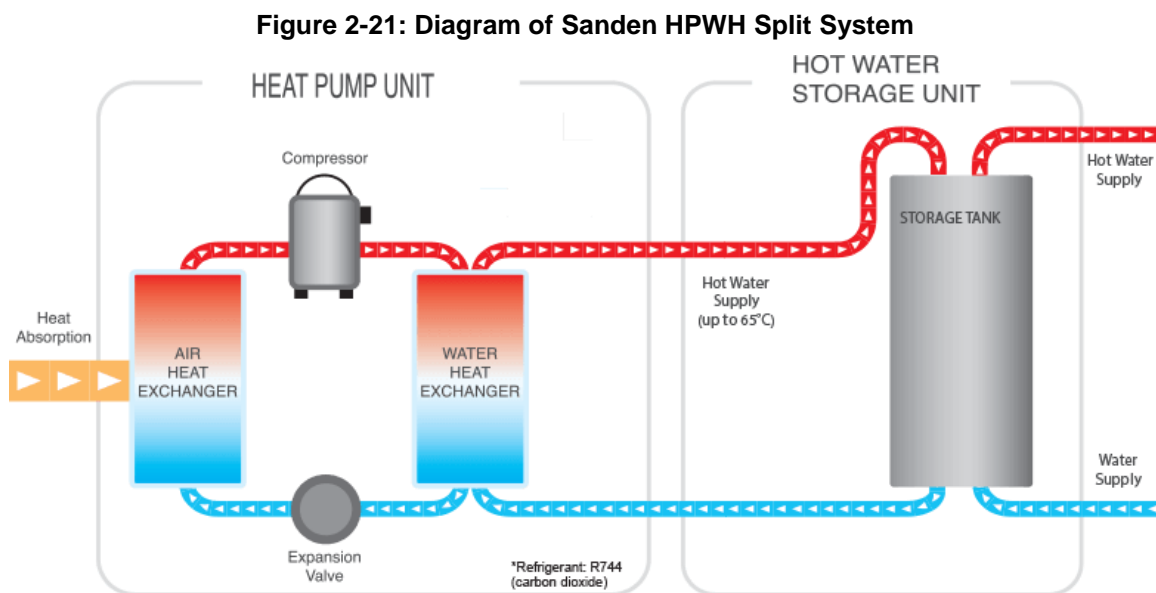 Figure 2-21: Diagram of Sanden HPWH Split System
HEAT PUMP UNIT
HOT WATER
STORAGE UNIT
Compressor
Hot Water
Supply
STORAGE TANK
Hot Water
Supply
(up to 65°C)
Heat
Absorption
AIR
HEAT
EXCHANGER
WATER
HEAT
EXCHANGER
Water
Supply
Expansion
Valve
*Refrigerant: R744
(carbon dioxide)